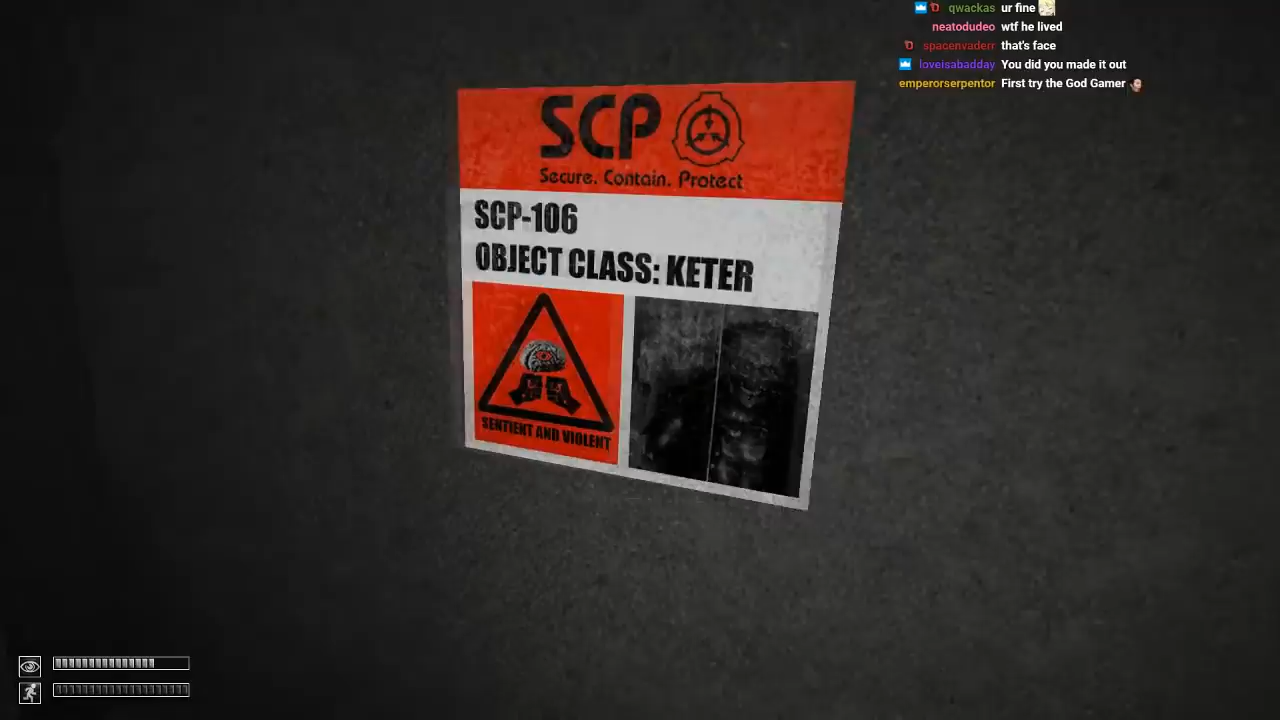 qwackas ur fine
neatodudeo wtf he lived
spacenvaderr that's face
loveisabadday You did you made it out
emperorserpentor First try the God Gamer
SCP
Secure. Contain. Protect
SCP-106
OBJECT CLASS: KETER
SENTIENT AND VIOLENT